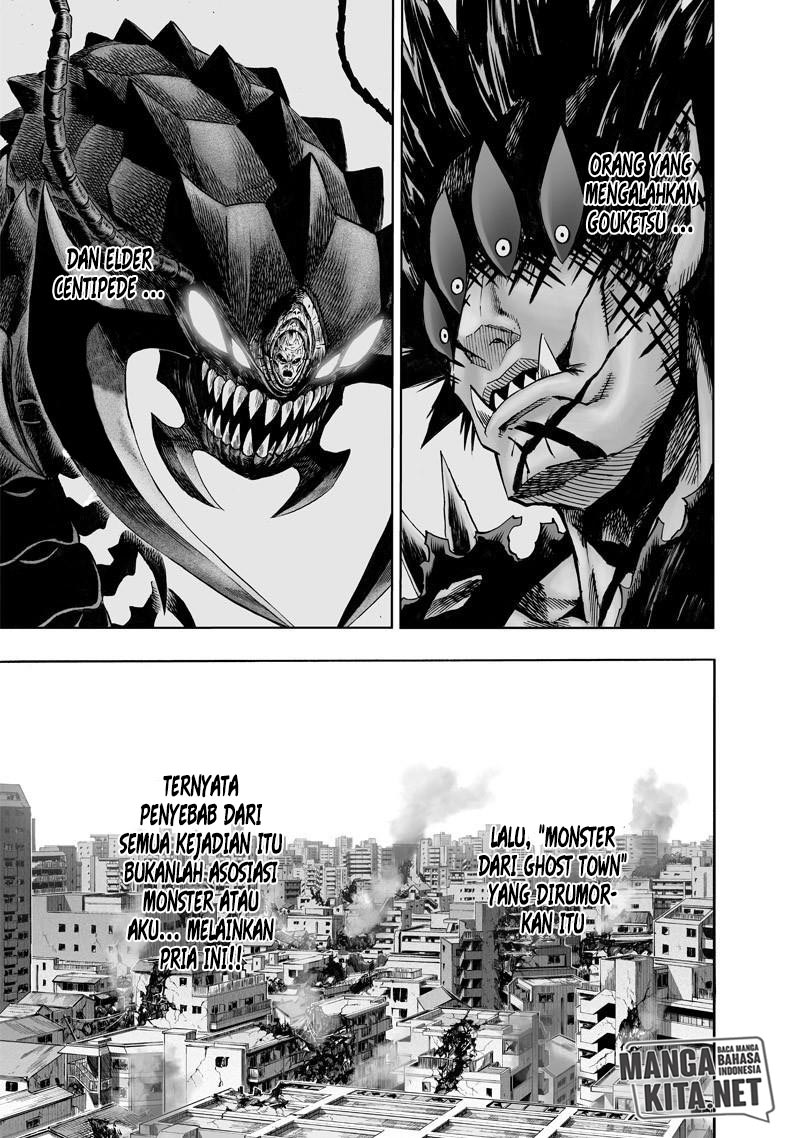 ORANG YANG
MENGALAHKAN
GOUKETSU ...
DAN ELDER
CENTIPEDE ...
LALU, "MONSTER
DARI GHOST TOWN"
YANG DIRUMOR-
KAN ITU
TERNYATA
PENYEBAB DARI
SEMUA KEJADIAN ITU
BUKANLAH ASOSIASI
MONSTER ATAU
AKU... MELAINKAN
PRIA INI!!
MANGA
KITA.NET
BACA MANGA
BAHASA
INDONESIA